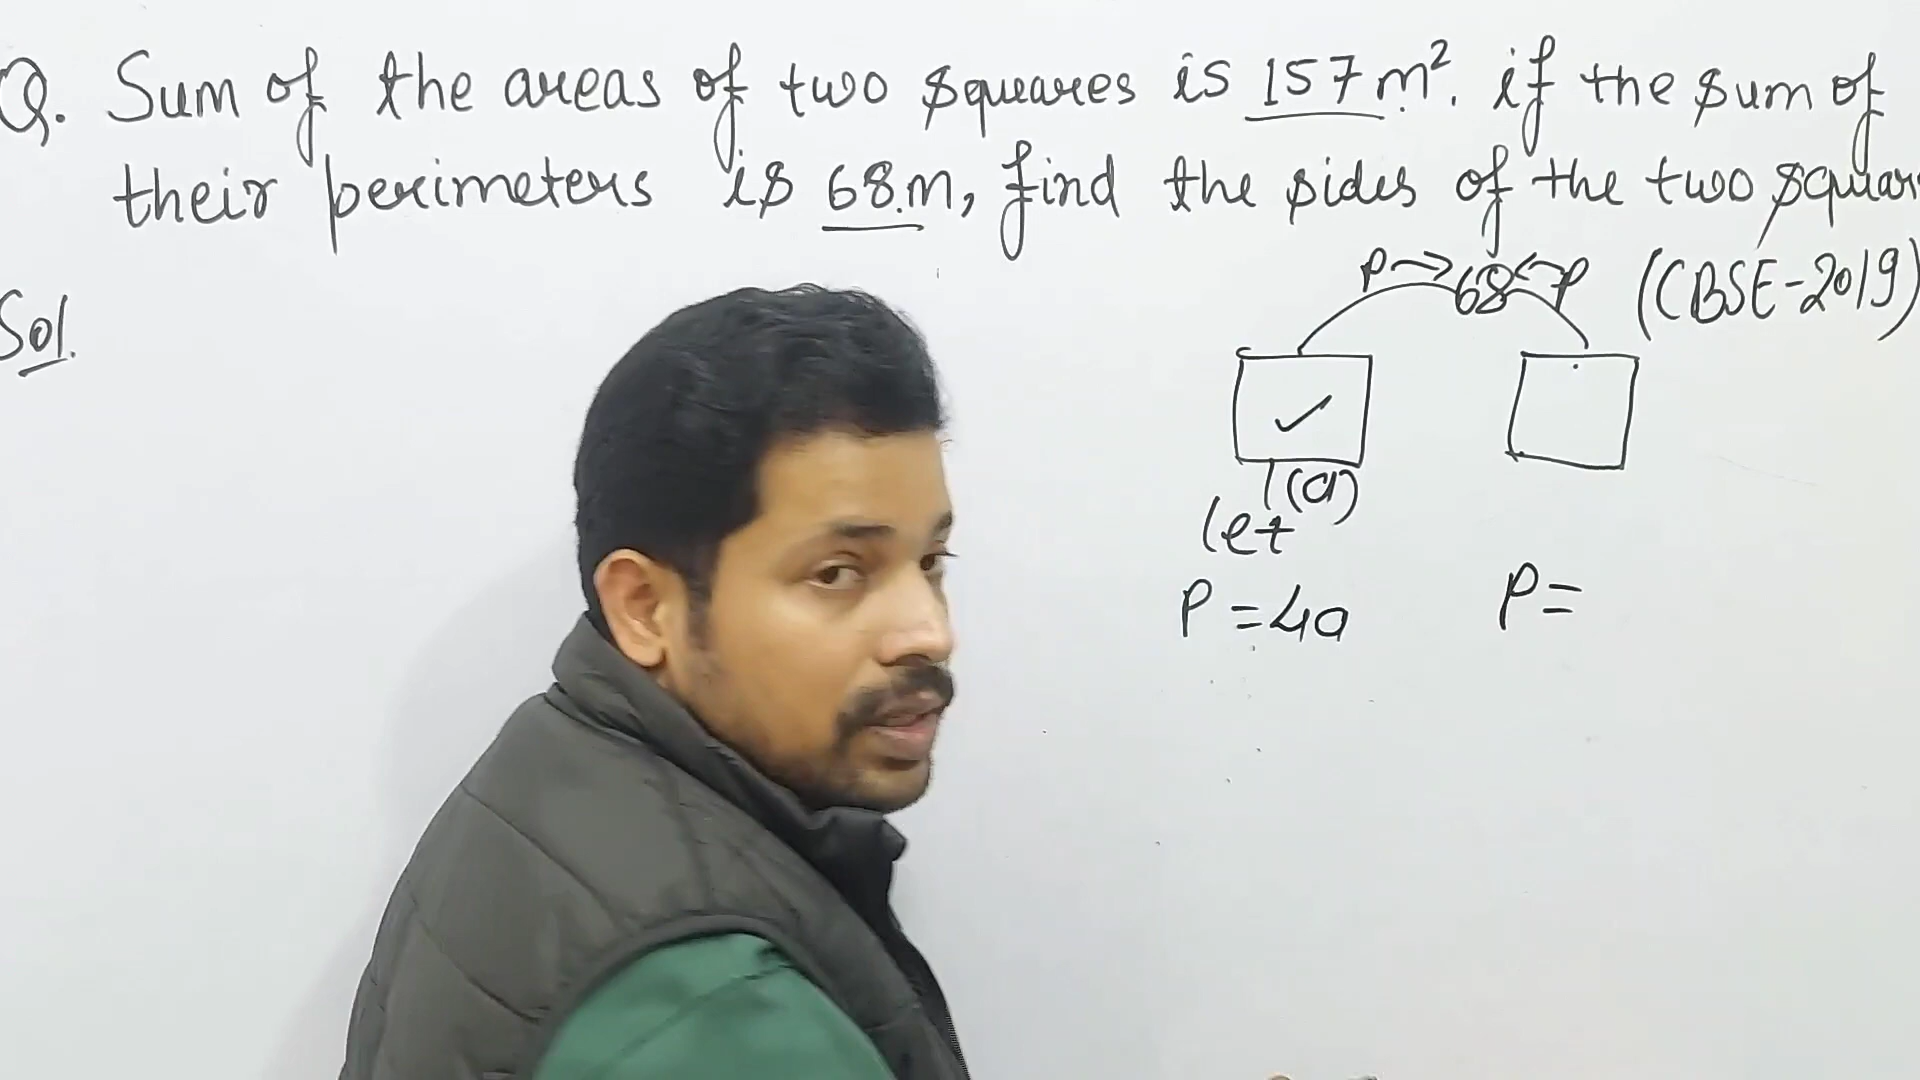 Q. Sum of the areas of two squares is 157 m². if the sum of
their perimeters is 68 m, find the sides of the two squar
(CBSE-2019)
Sol.
P → 68 ← P
(a)
let
P = 4a
P =